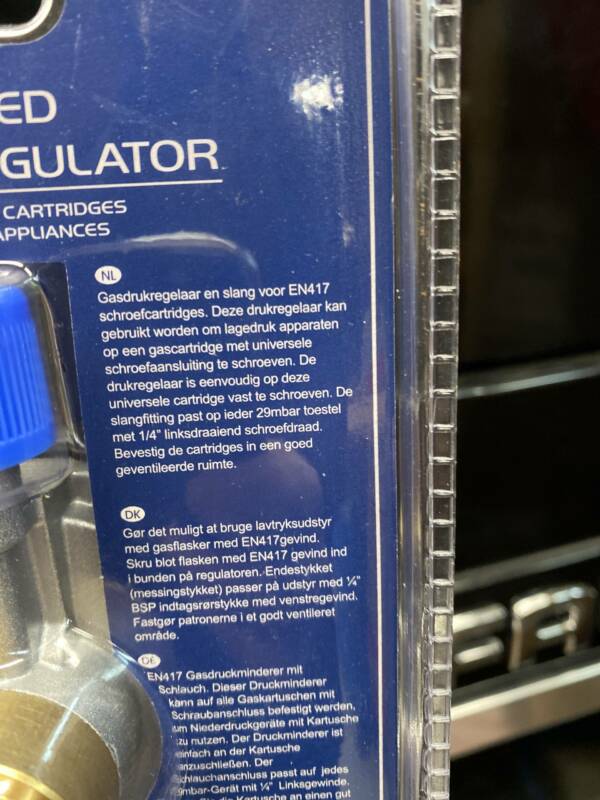 ED
GULATOR
CARTRIDGES
APPLIANCES
NL
Gasdrukregelaar en slang voor EN417
schroefcartridges. Deze drukregelaar kan
gebruikt worden om lagedruk apparaten
op een gascartridge met universele
schroefaansluiting te schroeven. De
drukregelaar is eenvoudig op deze
universele cartridge vast te schroeven. De
slangfitting past op ieder 29mbar toestel
met 1/4" linksdraaiend schroefdraad.
Bevestig de cartridges in een goed
geventileerde ruimte.
DK
Gør det muligt at bruge lavtryksudstyr
med gasflasker med EN417gevind.
Skru blot flasken med EN417 gevind ind
i bunden på regulatoren. Endestykket
(messingstykket) passer på udstyr med ¼"
BSP indtagsrørstykke med venstregevind.
Fastgør patronerne i et godt ventileret
område.
DE
EN417 Gasdruckminderer mit
Schlauch. Dieser Druckminderer
kann auf alle Gaskartuschen mit
Schraubanschluss befestigt werden,
um Niederdruckgeräte mit Kartusche
zu nutzen. Der Druckminderer ist
einfach an der Kartusche
anzuschließen. Der
Schlauchanschluss passt auf jedes
9mbar-Gerät mit ¼" Linksgewinde.
die Kartusche an einen gut